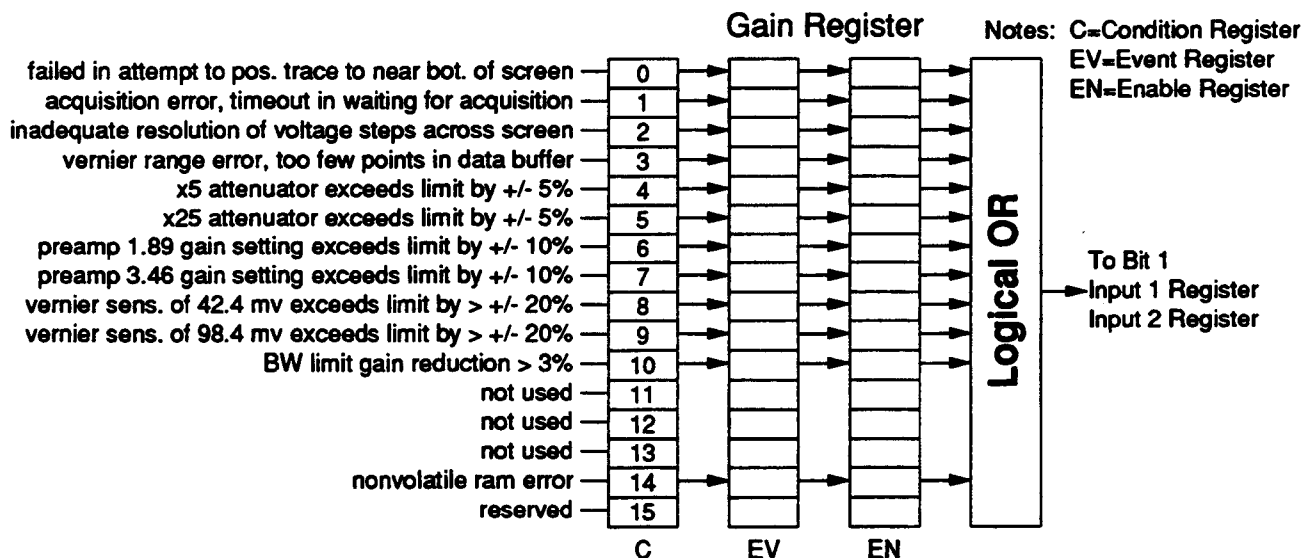 Gain Register
Notes: C=Condition Register
EV=Event Register
EN=Enable Register
failed in attempt to pos. trace to near bot. of screen 0
acquisition error, timeout in waiting for acquisition 1
inadequate resolution of voltage steps across screen 2
vernier range error, too few points in data buffer 3
x5 attenuator exceeds limit by +/- 5% 4
x25 attenuator exceeds limit by +/- 5% 5
preamp 1.89 gain setting exceeds limit by +/- 10% 6
preamp 3.46 gain setting exceeds limit by +/- 10% 7
vernier sens. of 42.4 mv exceeds limit by > +/- 20% 8
vernier sens. of 98.4 mv exceeds limit by > +/- 20% 9
BW limit gain reduction > 3% 10
not used 11
not used 12
not used 13
nonvolatile ram error 14
reserved 15
Logical OR
To Bit 1
Input 1 Register
Input 2 Register
C EV EN